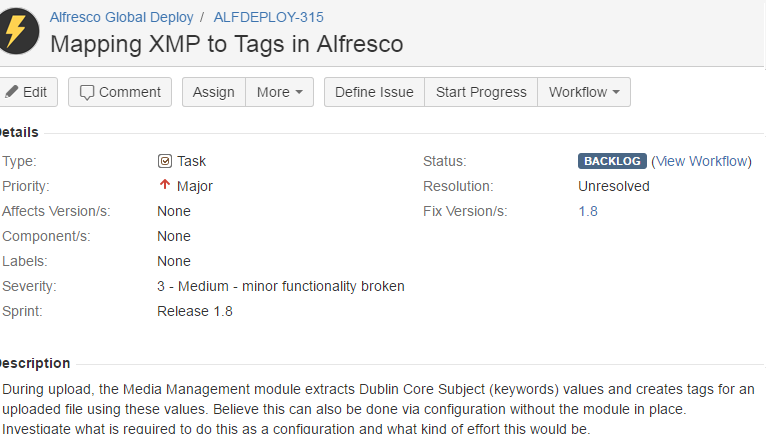 Alfresco Global Deploy / ALFDEPLOY-315
Mapping XMP to Tags in Alfresco
Edit Comment Assign More Define Issue Start Progress Workflow
etails
Type: Task Status: BACKLOG (View Workflow)
Priority: Major Resolution: Unresolved
Affects Version/s: None Fix Version/s: 1.8
Component/s: None
Labels: None
Severity: 3 - Medium - minor functionality broken
Sprint: Release 1.8
escription
During upload, the Media Management module extracts Dublin Core Subject (keywords) values and creates tags for an
uploaded file using these values. Believe this can also be done via configuration without the module in place.
Investigate what is required to do this as a configuration and what kind of effort this would be.